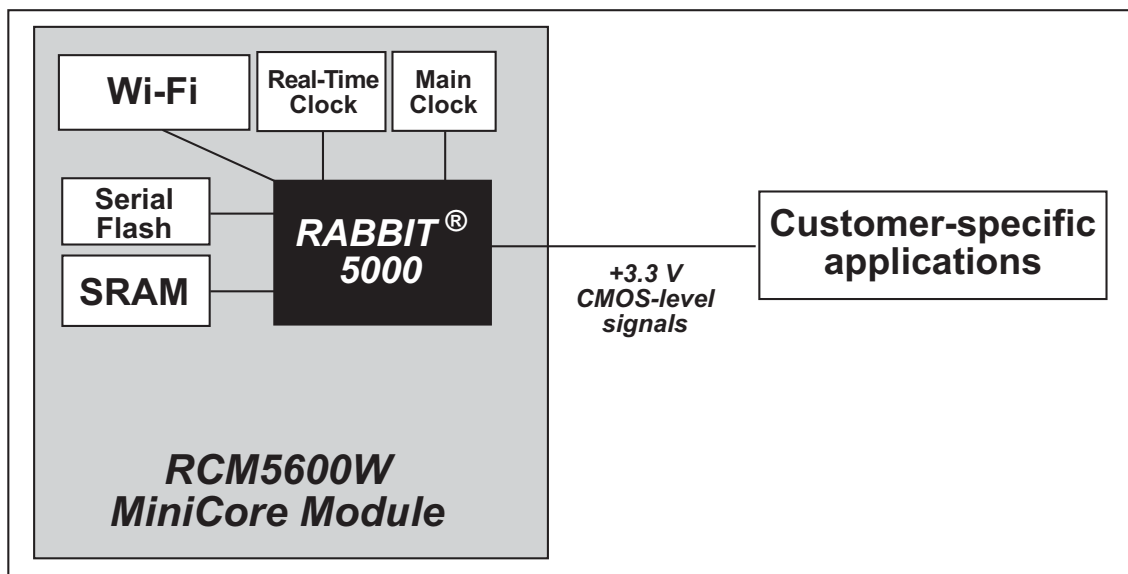 Wi-Fi
Real-Time
Clock
Main
Clock
Serial
Flash
SRAM
RABBIT ®
5000
+3.3 V
CMOS-level
signals
Customer-specific
applications
RCM5600W
MiniCore Module